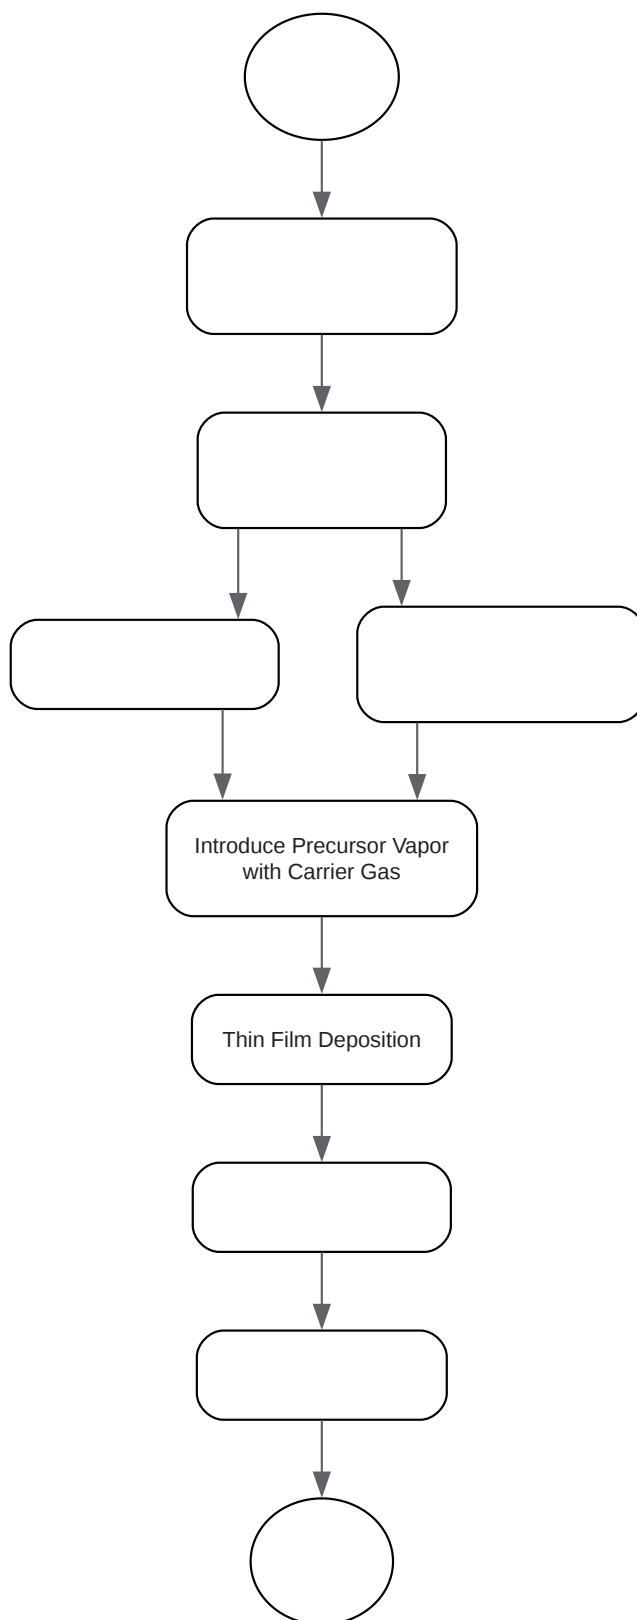 Introduce Precursor Vapor
with Carrier Gas
Thin Film Deposition